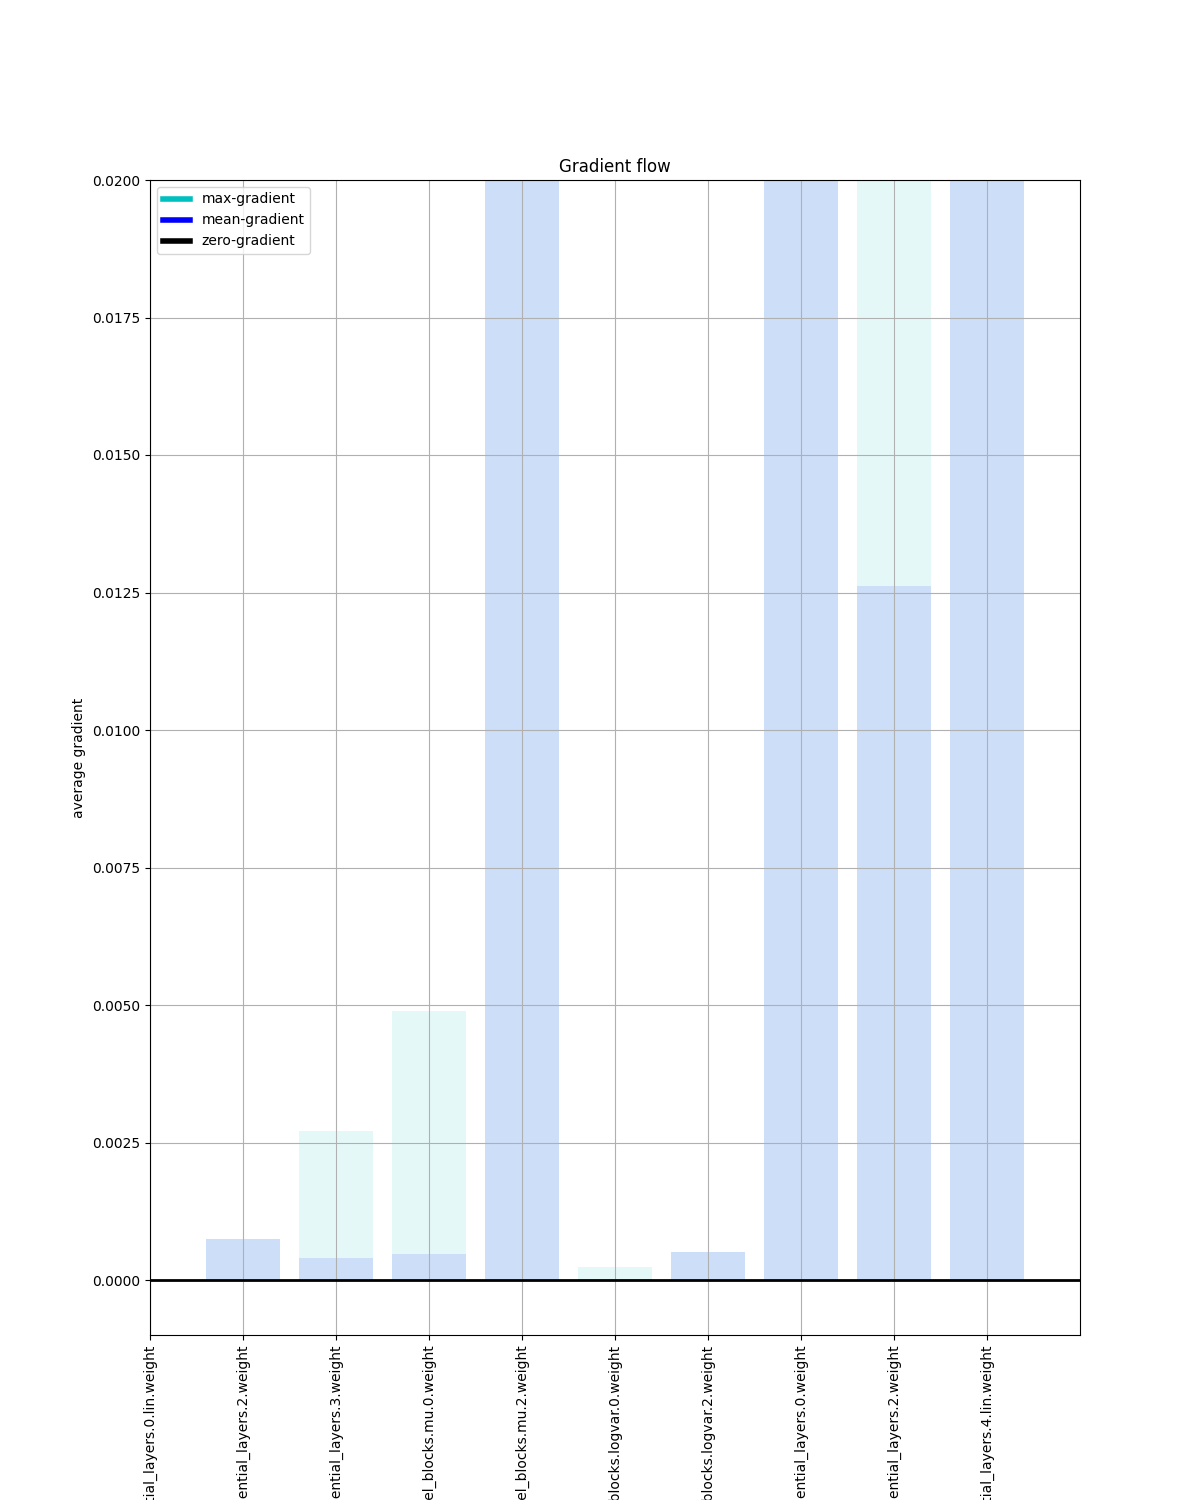 Gradient flow
max-gradient
mean-gradient
zero-gradient
0.0200
0.0175
0.0150
0.0125
0.0100
0.0075
0.0050
0.0025
0.0000
average gradient
tial_layers.0.lin.weight
ential_layers.2.weight
ential_layers.3.weight
el_blocks.mu.0.weight
el_blocks.mu.2.weight
blocks.logvar.0.weight
blocks.logvar.2.weight
ential_layers.0.weight
ential_layers.2.weight
tial_layers.4.lin.weight